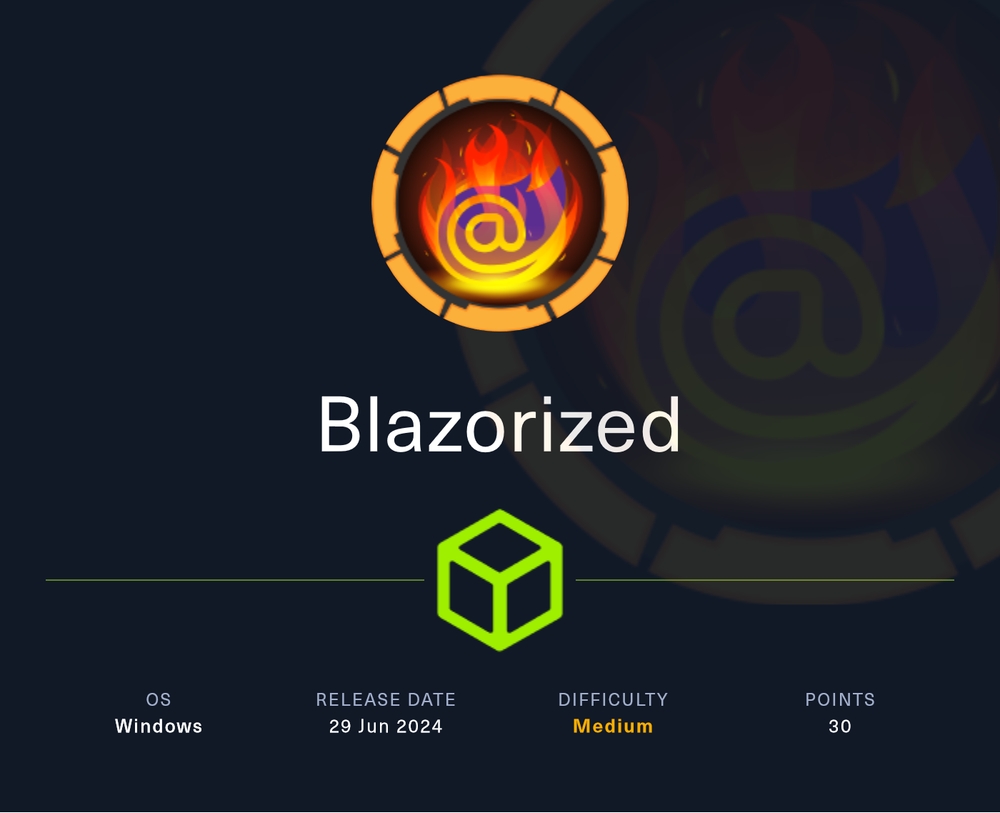 @
Blazorized
OS
Windows
RELEASE DATE
29 Jun 2024
DIFFICULTY
Medium
POINTS
30